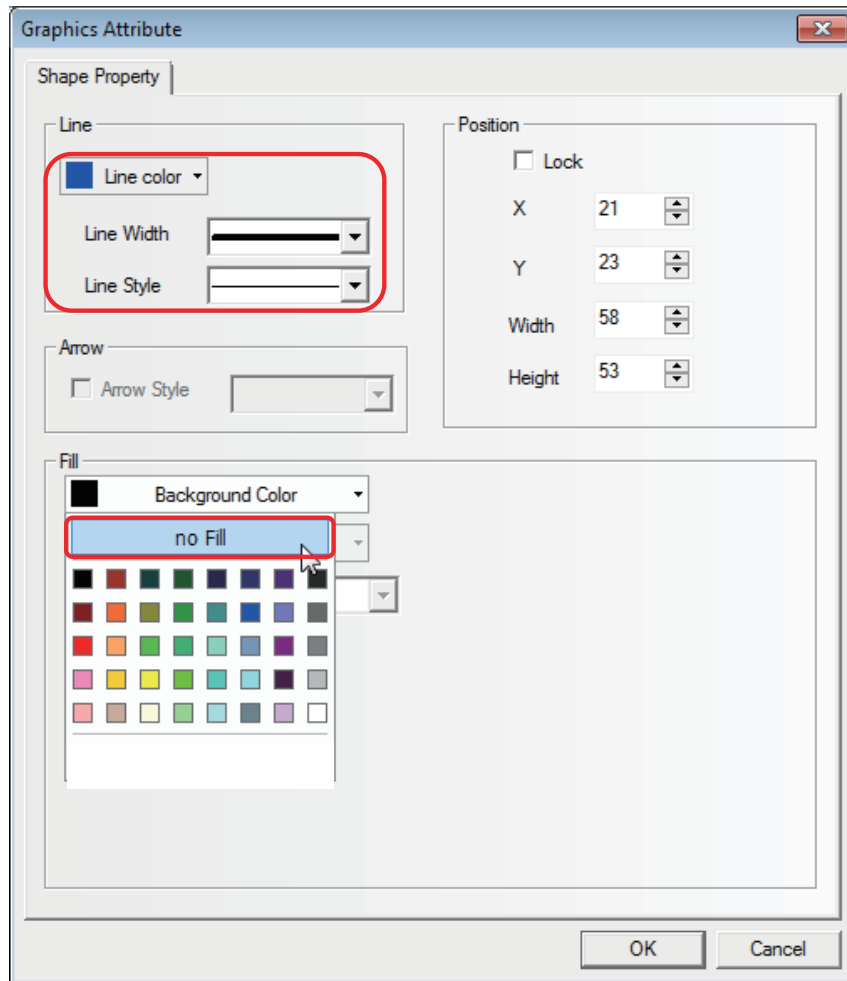 Graphics Attribute
Shape Property
Line
Line color
Line Width
Line Style
Arrow
Arrow Style
Position
Lock
X 21
Y 23
Width 58
Height 53
Fill
Background Color
no Fill
OK Cancel